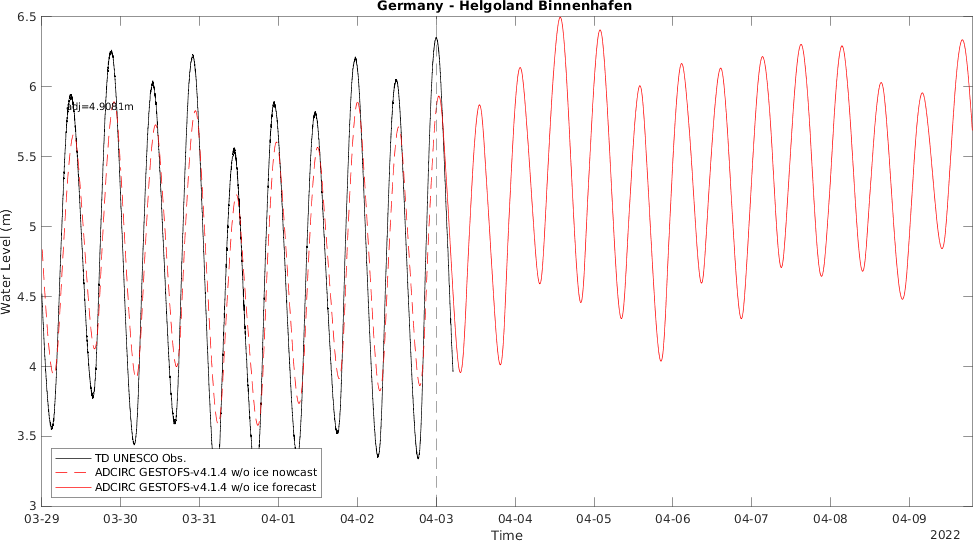 Germany - Helgoland Binnenhafen
6.5
6
5.5
5
4.5
4
3.5
3
Water Level (m)
adj=4.9081m
TD UNESCO Obs.
ADCIRC GESTOFS-v4.1.4 w/o ice nowcast
ADCIRC GESTOFS-v4.1.4 w/o ice forecast
03-29 03-30 03-31 04-01 04-02 04-03 04-04 04-05 04-06 04-07 04-08 04-09
Time
2022